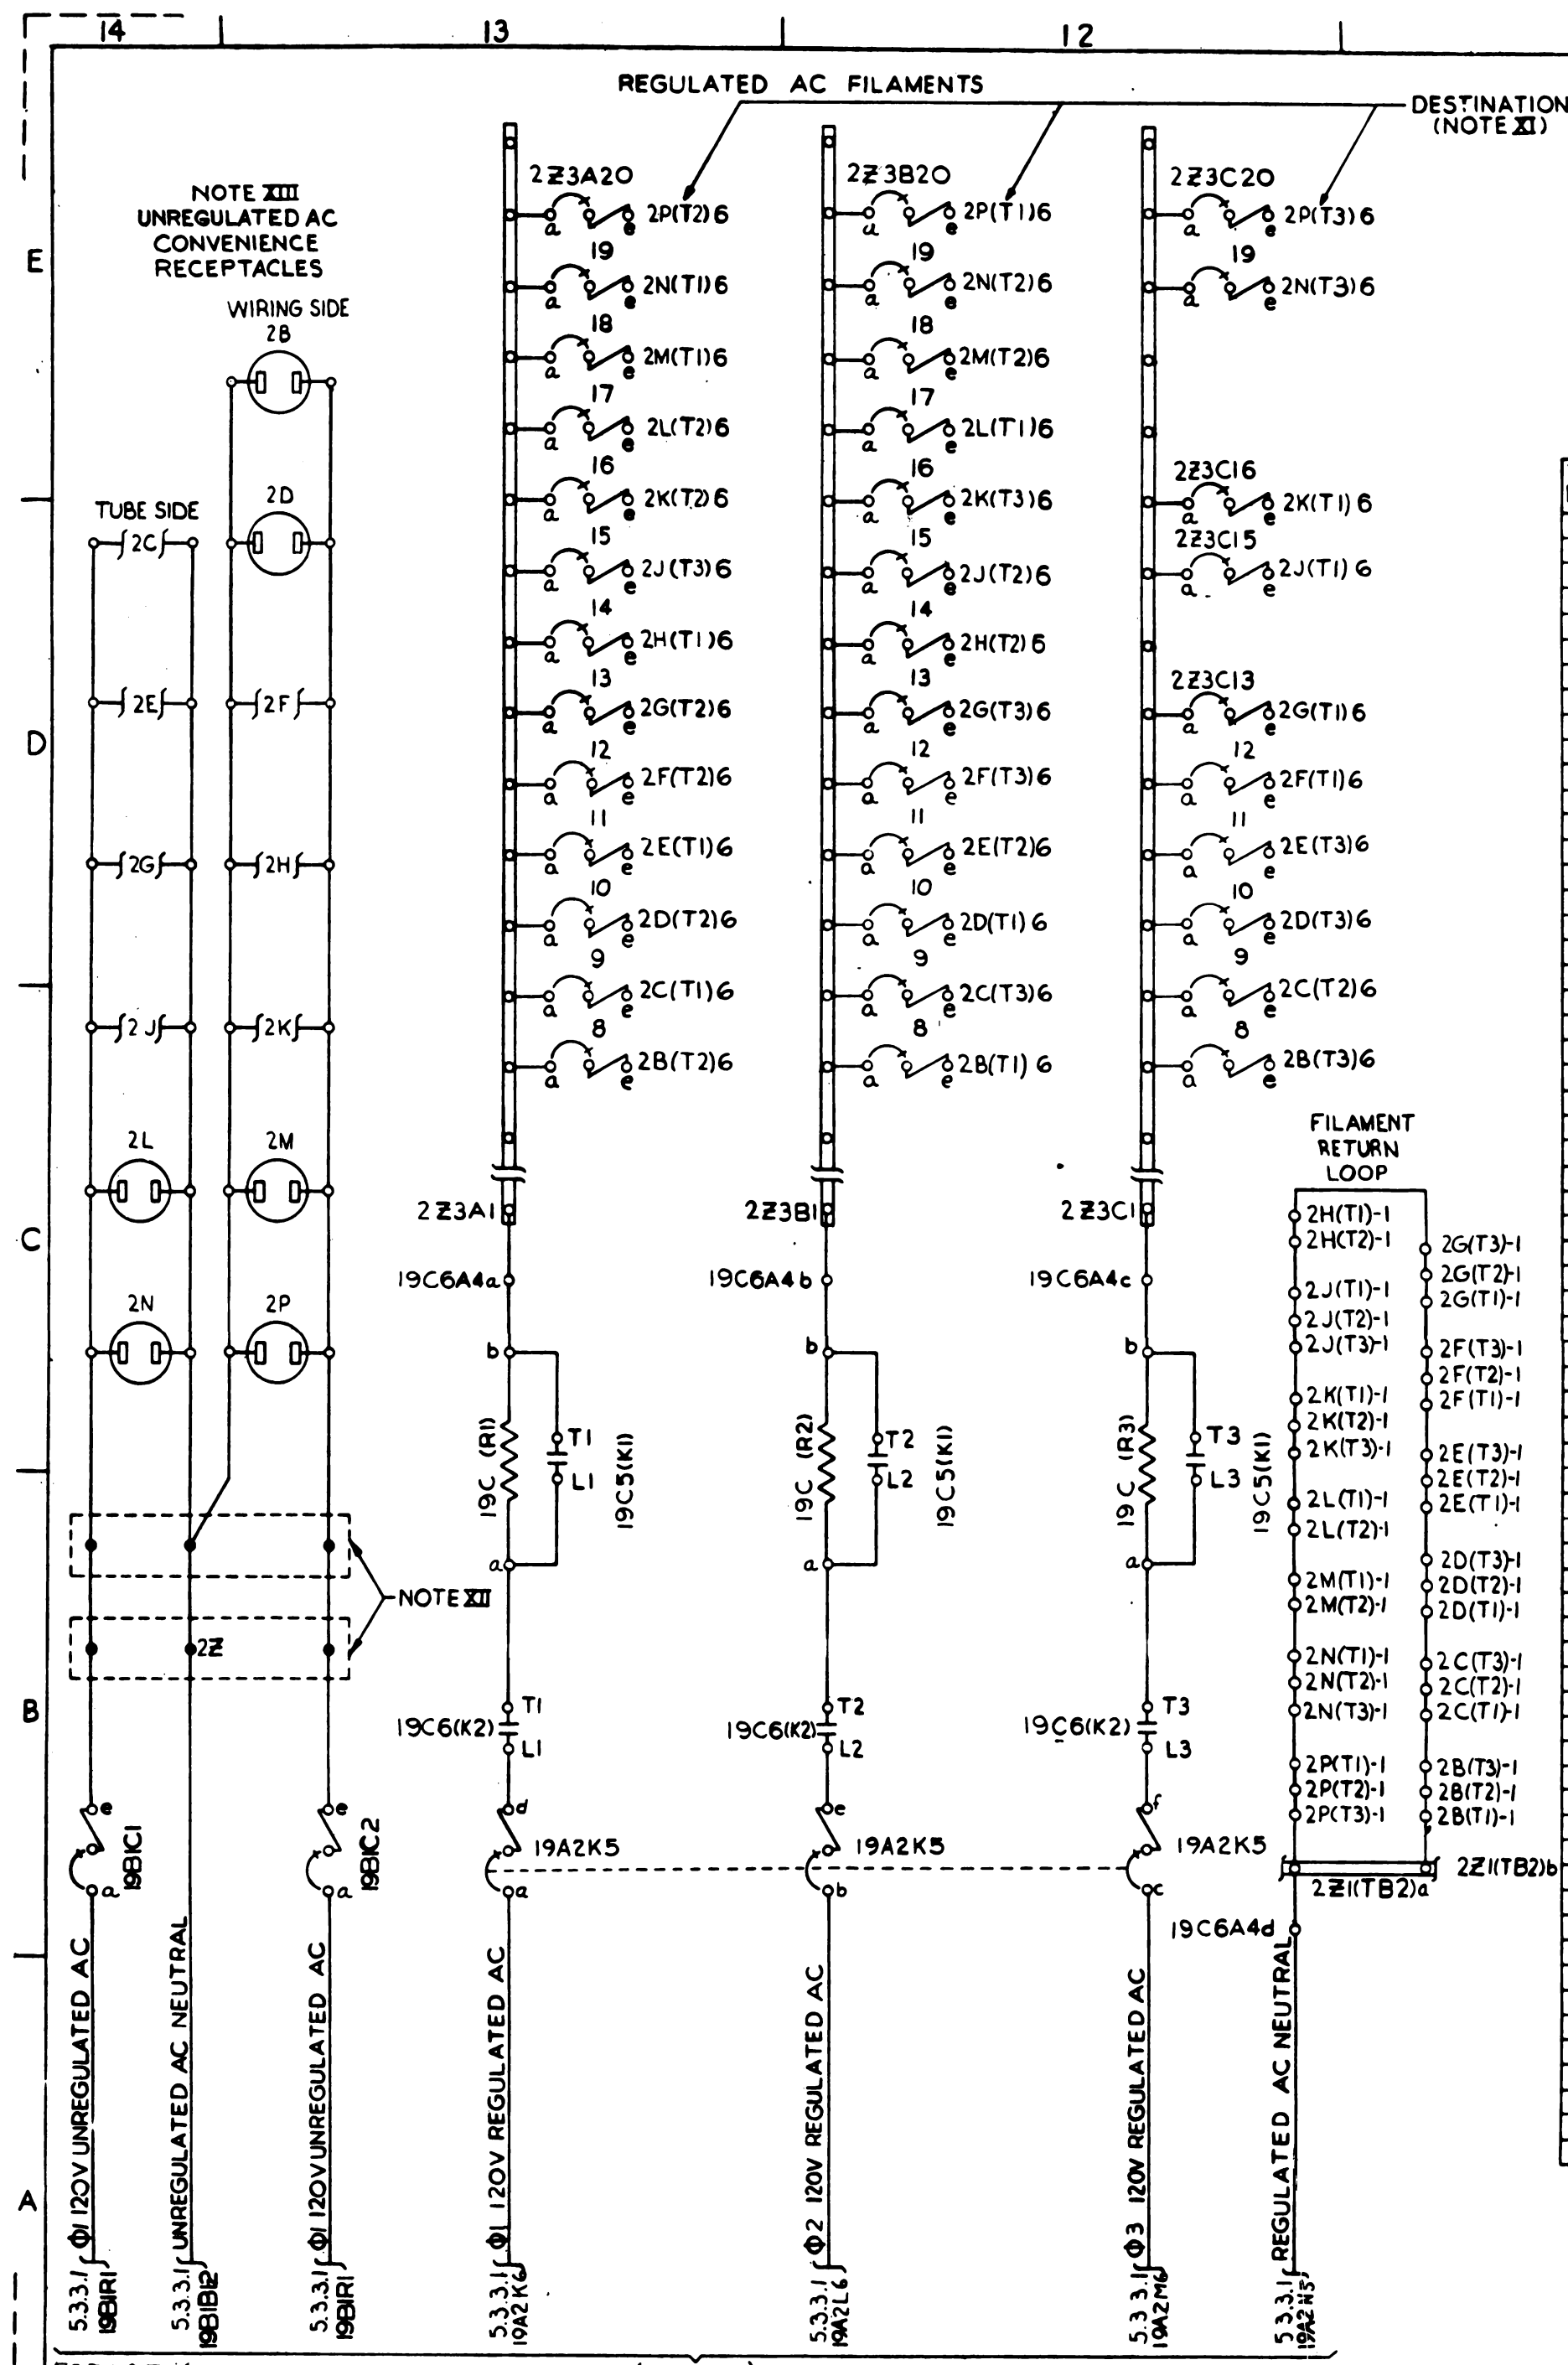 14
13
12
REGULATED AC FILAMENTS
DESTINATION
(NOTE XI)
E
D
C
B
A
NOTE XIII
UNREGULATED AC
CONVENIENCE
RECEPTACLES
WIRING SIDE
2B
2D
TUBE SIDE
2C
2E
2F
2G
2H
2J
2K
2L
2M
2N
2P
NOTE XII
2Z
e
19B1C1
a
e
19B1C2
a
Φ1 120V UNREGULATED AC
UNREGULATED AC NEUTRAL
Φ1 120V UNREGULATED AC
5.3.3.1
19B1R1
5.3.3.1
19B1B12
5.3.3.1
19B1R1
2Z3A20
a e 2P(T2)6
19
a e 2N(T1)6
18
a e 2M(T1)6
17
a e 2L(T2)6
16
a e 2K(T2)6
15
a e 2J(T3)6
14
a e 2H(T1)6
13
a e 2G(T2)6
12
a e 2F(T2)6
11
a e 2E(T1)6
10
a e 2D(T2)6
9
a e 2C(T1)6
8
a e 2B(T2)6
2Z3A1
19C6A4a
b
19C (R1)
T1
L1
19C5(K1)
a
T1
19C6(K2)
L1
d
19A2K5
a
Φ1 120V REGULATED AC
5.3.3.1
19A2K6
2Z3B20
a e 2P(T1)6
19
a e 2N(T2)6
18
a e 2M(T2)6
17
a e 2L(T1)6
16
a e 2K(T3)6
15
a e 2J(T2)6
14
a e 2H(T2)6
13
a e 2G(T3)6
12
a e 2F(T3)6
11
a e 2E(T2)6
10
a e 2D(T1)6
9
a e 2C(T3)6
8
a e 2B(T1)6
2Z3B1
19C6A4b
b
19C (R2)
T2
L2
19C5(K1)
a
T2
19C6(K2)
L2
e
19A2K5
b
Φ2 120V REGULATED AC
5.3.3.1
19A2L6
2Z3C20
a e 2P(T3)6
19
a e 2N(T3)6
2Z3C16
a e 2K(T1)6
2Z3C15
a e 2J(T1)6
2Z3C13
a e 2G(T1)6
12
a e 2F(T1)6
11
a e 2E(T3)6
10
a e 2D(T3)6
9
a e 2C(T2)6
8
a e 2B(T3)6
2Z3C1
19C6A4c
b
19C (R3)
T3
L3
19C5(K1)
a
T3
19C6(K2)
L3
f
19A2K5
c
Φ3 120V REGULATED AC
5.3 3.1
19A2M6
FILAMENT
RETURN
LOOP
2H(T1)-1
2H(T2)-1
2J(T1)-1
2J(T2)-1
2J(T3)-1
2K(T1)-1
2K(T2)-1
2K(T3)-1
2L(T1)-1
2L(T2)-1
2M(T1)-1
2M(T2)-1
2N(T1)-1
2N(T2)-1
2N(T3)-1
2P(T1)-1
2P(T2)-1
2P(T3)-1
2G(T3)-1
2G(T2)-1
2G(T1)-1
2F(T3)-1
2F(T2)-1
2F(T1)-1
2E(T3)-1
2E(T2)-1
2E(T1)-1
2D(T3)-1
2D(T2)-1
2D(T1)-1
2C(T3)-1
2C(T2)-1
2C(T1)-1
2B(T3)-1
2B(T2)-1
2B(T1)-1
2Z1(TB2)a
2Z1(TB2)b
19C6A4d
REGULATED AC NEUTRAL
5.3.3.1
19A2N5